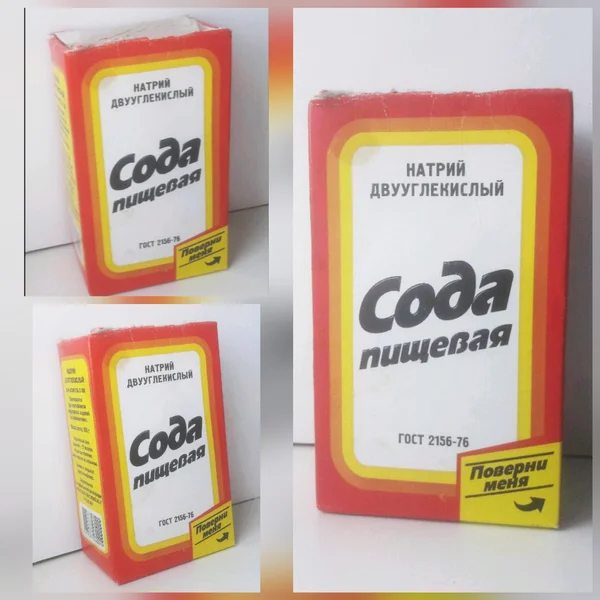 НАТРИЙ
ДВУУГЛЕКИСЛЫЙ
Сода
пищевая
ГОСТ 2156-76
Поверни
меня
НАТРИЙ
ДВУУГЛЕКИСЛЫЙ
Сода
пищевая
ГОСТ 2156-76
Поверни
меня
НАТРИЙ
ДВУУГЛЕКИСЛЫЙ
Сода
пищевая
ГОСТ 2156-76
Поверни
меня